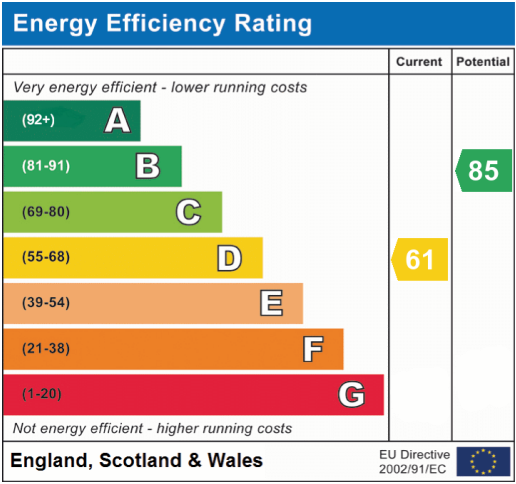 Energy Efficiency Rating
Current Potential
Very energy efficient - lower running costs
(92+) A
(81-91) B
85
(69-80) C
(55-68) D
61
(39-54) E
(21-38) F
(1-20) G
Not energy efficient - higher running costs
England, Scotland & Wales
EU Directive
2002/91/EC